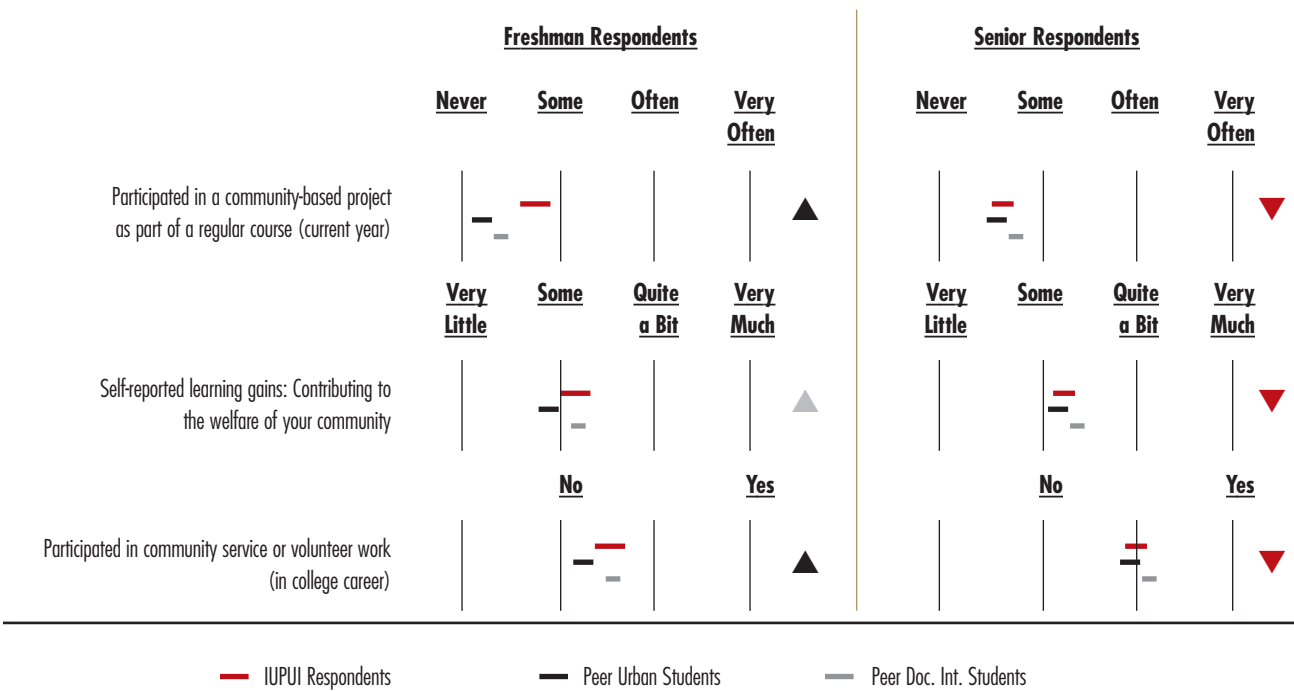 Freshman Respondents
Senior Respondents
Never Some Often Very Often
Never Some Often Very Often
Participated in a community-based project
as part of a regular course (current year)
Very Little Some Quite a Bit Very Much
Very Little Some Quite a Bit Very Much
Self-reported learning gains: Contributing to
the welfare of your community
No Yes
No Yes
Participated in community service or volunteer work
(in college career)
IUPUI Respondents
Peer Urban Students
Peer Doc. Int. Students